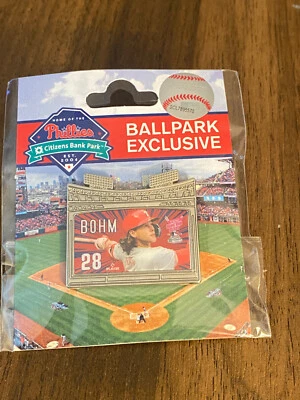 HOME OF THE
Phillies
Citizens Bank Park
EST.
2004
BALLPARK
EXCLUSIVE
BOHM
28